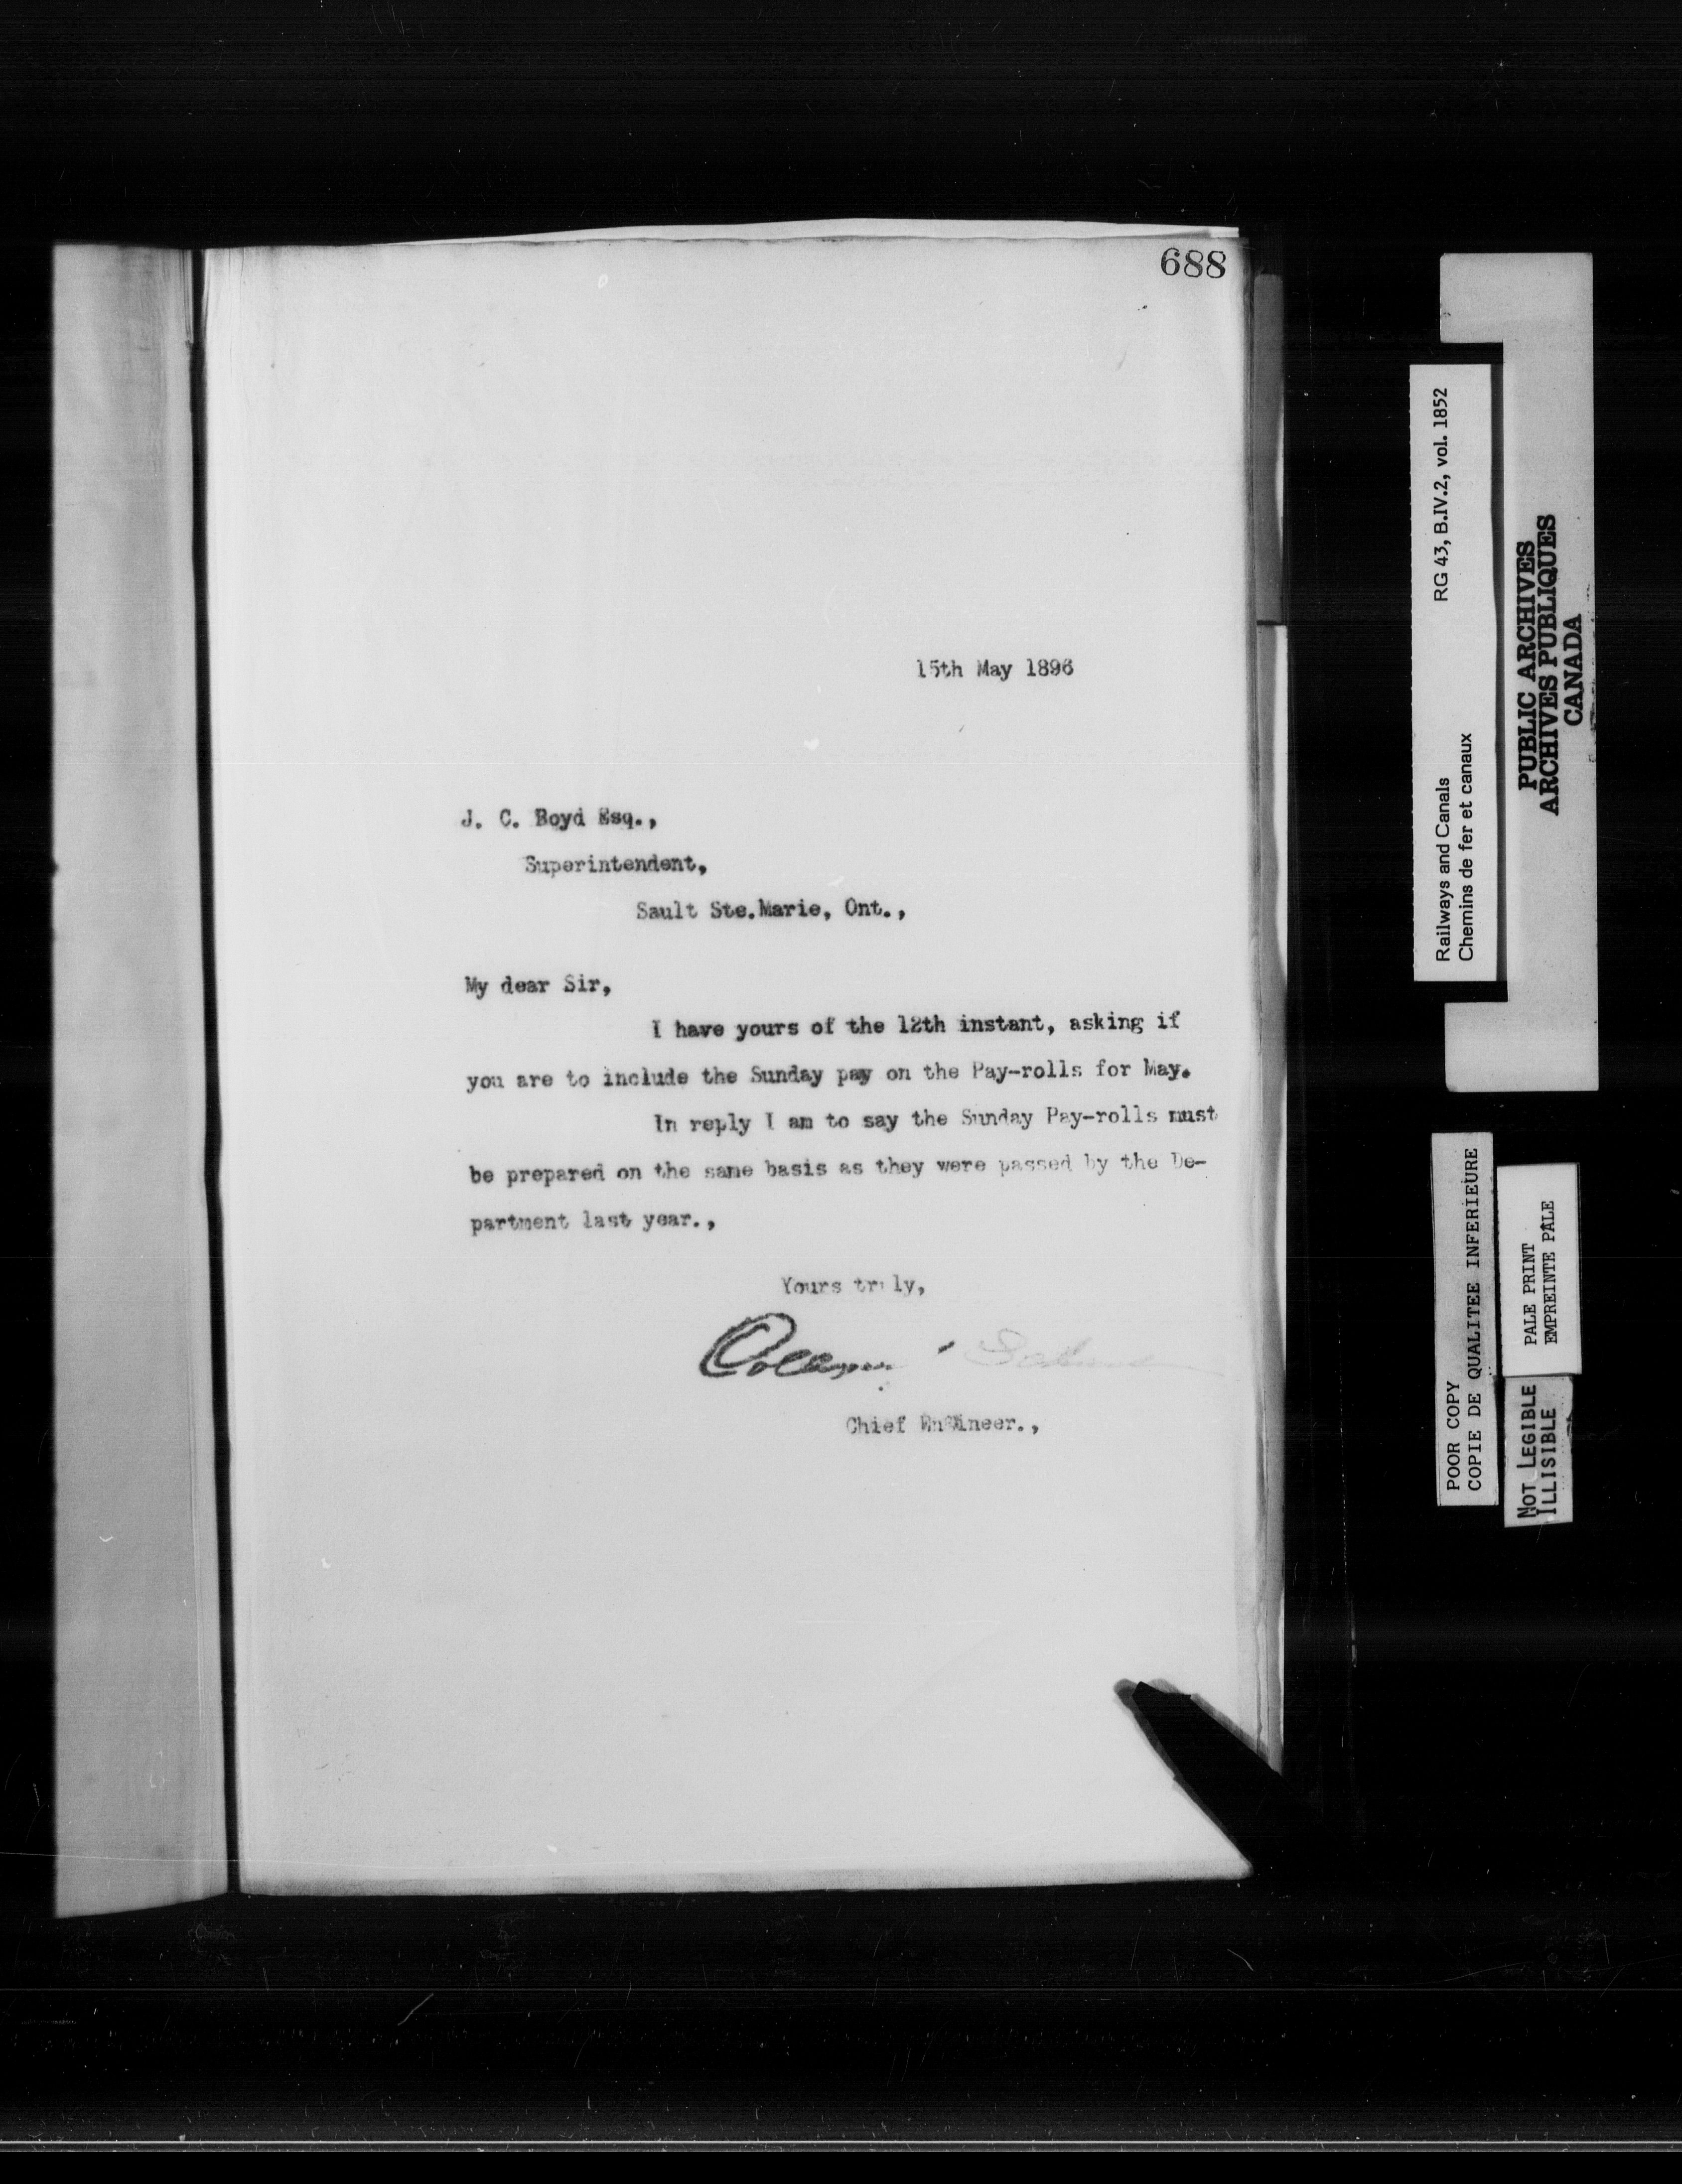 688
15th May 1896
J. C. Boyd Esq.,
Superintendent,
Sault Ste.Marie, Ont.,
My dear Sir,
I have yours of the 12th instant, asking if
you are to include the Sunday pay on the Pay-rolls for May.
In reply I am to say the Sunday Pay-rolls must
be prepared on the same basis as they were passed by the De-
partment last year.,
Yours truly,
Chief Engineer.,
Railways and Canals RG 43, B.IV.2, vol. 1852
Chemins de fer et canaux
PUBLIC ARCHIVES
ARCHIVES PUBLIQUES
CANADA
POOR COPY
COPIE DE QUALITEE INFERIEURE
PALE PRINT
EMPREINTE PÂLE
NOT LEGIBLE
ILLISIBLE